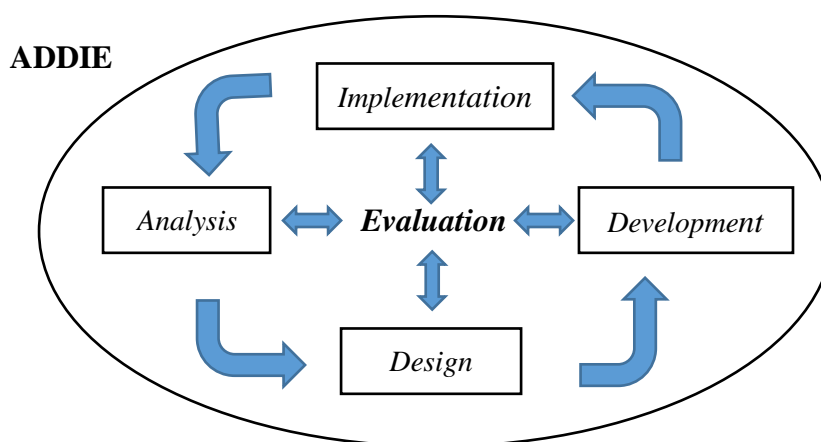 ADDIE
Implementation
Analysis
Evaluation
Development
Design